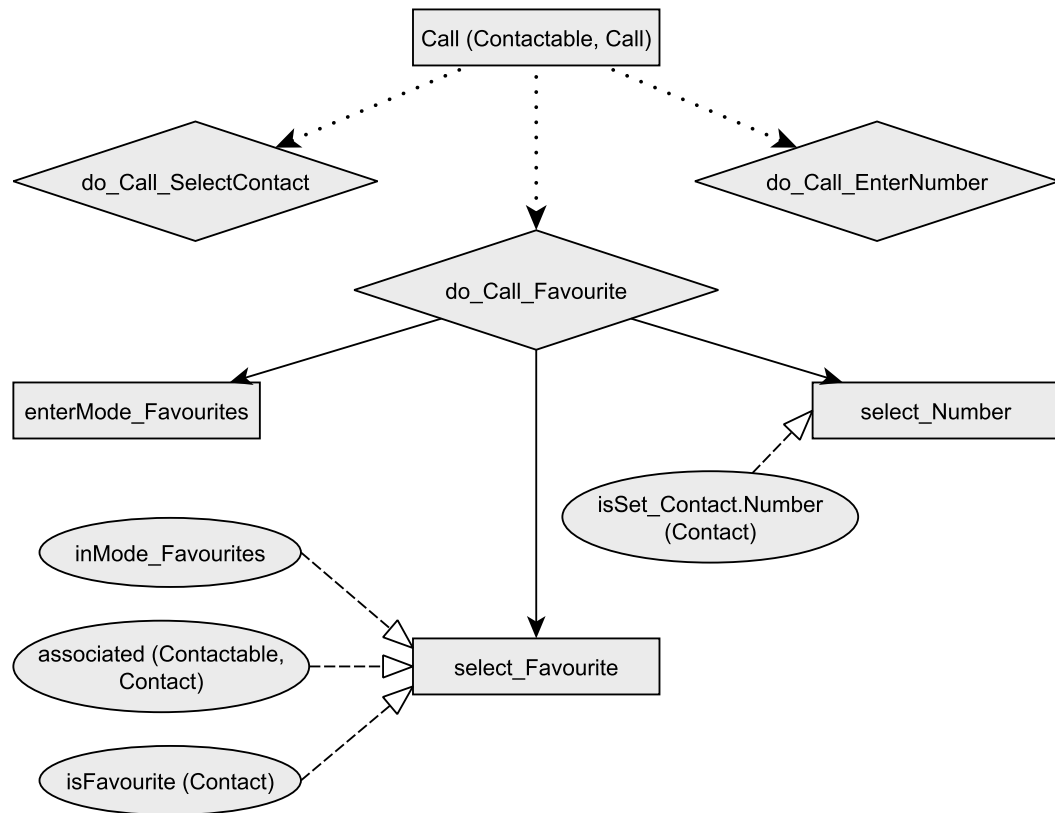 Call (Contactable, Call)
do_Call_SelectContact
do_Call_EnterNumber
do_Call_Favourite
enterMode_Favourites
select_Number
isSet_Contact.Number
(Contact)
inMode_Favourites
associated (Contactable,
Contact)
select_Favourite
isFavourite (Contact)